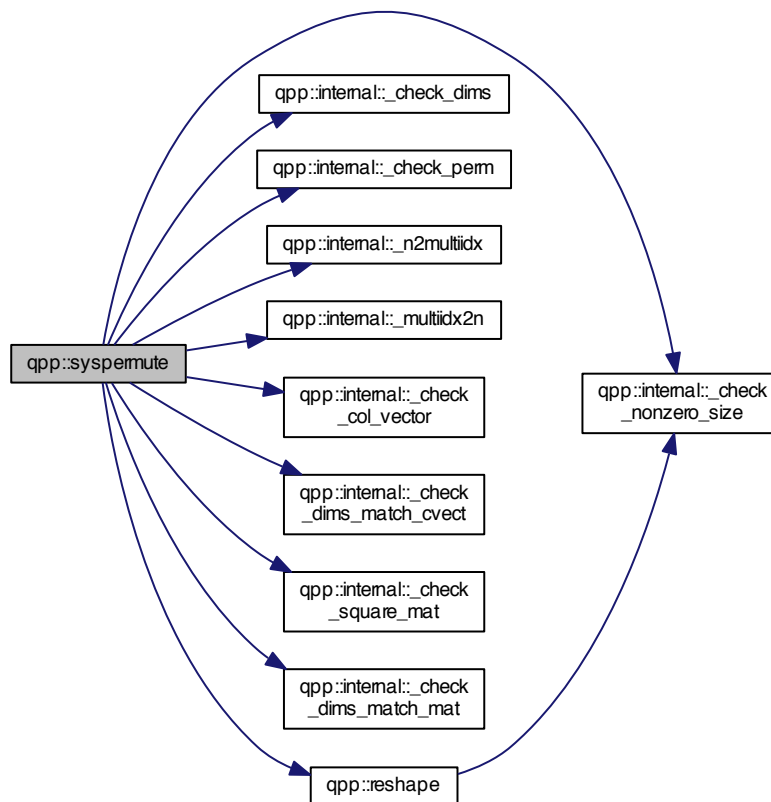 qpp::internal::_check_dims
qpp::internal::_check_perm
qpp::internal::_n2multiidx
qpp::internal::_multiidx2n
qpp::syspermute
qpp::internal::_check
_col_vector
qpp::internal::_check
_nonzero_size
qpp::internal::_check
_dims_match_cvect
qpp::internal::_check
_square_mat
qpp::internal::_check
_dims_match_mat
qpp::reshape